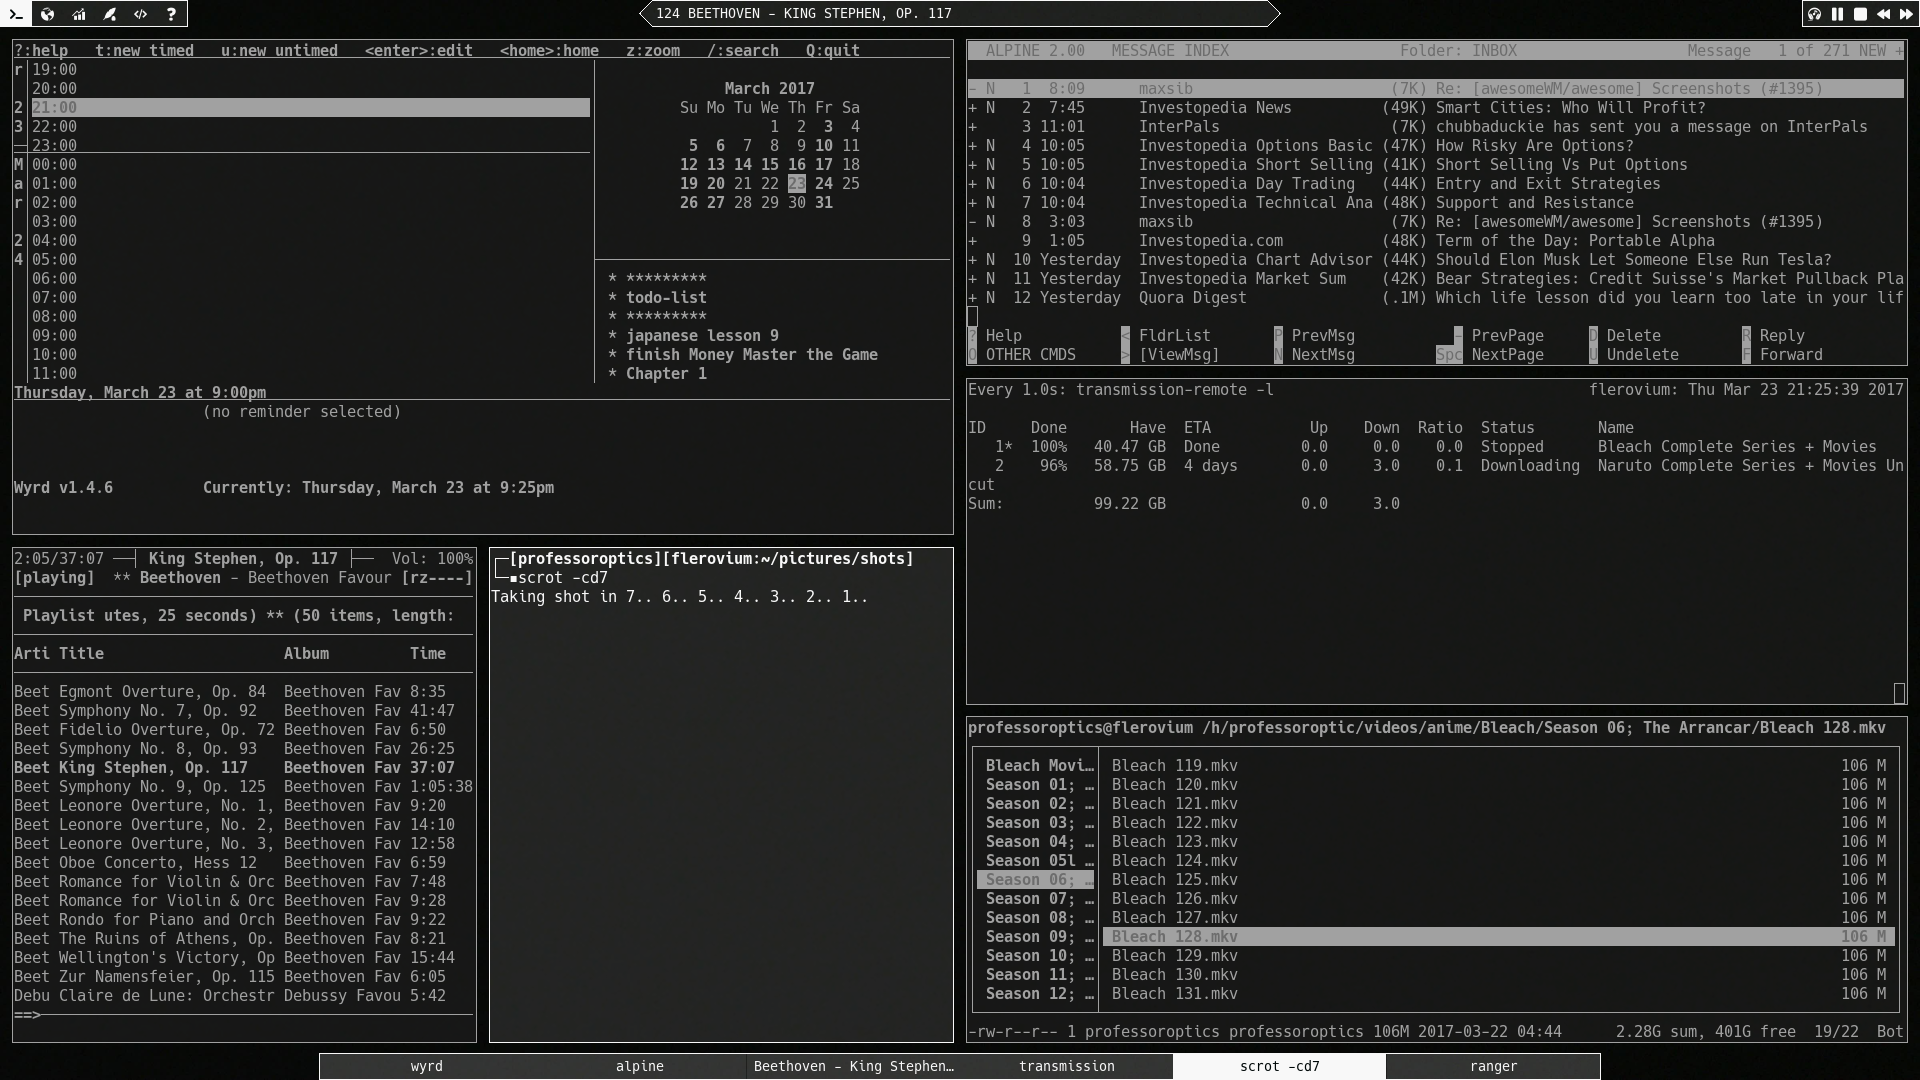 124 BEETHOVEN - KING STEPHEN, OP. 117
?:help t:new timed u:new untimed <enter>:edit <home>:home z:zoom /:search Q:quit
r 19:00
20:00
2 21:00
3 22:00
23:00
M 00:00
a 01:00
r 02:00
03:00
2 04:00
4 05:00
06:00
07:00
08:00
09:00
10:00
11:00
March 2017
Su Mo Tu We Th Fr Sa
1 2 3 4
5 6 7 8 9 10 11
12 13 14 15 16 17 18
19 20 21 22 23 24 25
26 27 28 29 30 31
* *********
* todo-list
* *********
* japanese lesson 9
* finish Money Master the Game
* Chapter 1
Thursday, March 23 at 9:00pm
(no reminder selected)
Wyrd v1.4.6 Currently: Thursday, March 23 at 9:25pm
ALPINE 2.00 MESSAGE INDEX Folder: INBOX Message 1 of 271 NEW +
- N 1 8:09 maxsib (7K) Re: [awesomeWM/awesome] Screenshots (#1395)
+ N 2 7:45 Investopedia News (49K) Smart Cities: Who Will Profit?
+ 3 11:01 InterPals (7K) chubbaduckie has sent you a message on InterPals
+ N 4 10:05 Investopedia Options Basic (47K) How Risky Are Options?
+ N 5 10:05 Investopedia Short Selling (41K) Short Selling Vs Put Options
+ N 6 10:04 Investopedia Day Trading (44K) Entry and Exit Strategies
+ N 7 10:04 Investopedia Technical Ana (48K) Support and Resistance
- N 8 3:03 maxsib (7K) Re: [awesomeWM/awesome] Screenshots (#1395)
+ 9 1:05 Investopedia.com (48K) Term of the Day: Portable Alpha
+ N 10 Yesterday Investopedia Chart Advisor (44K) Should Elon Musk Let Someone Else Run Tesla?
+ N 11 Yesterday Investopedia Market Sum (42K) Bear Strategies: Credit Suisse's Market Pullback Pla
+ N 12 Yesterday Quora Digest (.1M) Which life lesson did you learn too late in your lif
? Help < FldrList P PrevMsg - PrevPage D Delete R Reply
O OTHER CMDS > [ViewMsg] N NextMsg Spc NextPage U Undelete F Forward
Every 1.0s: transmission-remote -l flerovium: Thu Mar 23 21:25:39 2017
ID Done Have ETA Up Down Ratio Status Name
1* 100% 40.47 GB Done 0.0 0.0 0.0 Stopped Bleach Complete Series + Movies
2 96% 58.75 GB 4 days 0.0 3.0 0.1 Downloading Naruto Complete Series + Movies Un
cut
Sum: 99.22 GB 0.0 3.0
2:05/37:07 King Stephen, Op. 117 Vol: 100%
[playing] ** Beethoven - Beethoven Favour [rz----]
Playlist utes, 25 seconds) ** (50 items, length:
Arti Title Album Time
Beet Egmont Overture, Op. 84 Beethoven Fav 8:35
Beet Symphony No. 7, Op. 92 Beethoven Fav 41:47
Beet Fidelio Overture, Op. 72 Beethoven Fav 6:50
Beet Symphony No. 8, Op. 93 Beethoven Fav 26:25
Beet King Stephen, Op. 117 Beethoven Fav 37:07
Beet Symphony No. 9, Op. 125 Beethoven Fav 1:05:38
Beet Leonore Overture, No. 1, Beethoven Fav 9:20
Beet Leonore Overture, No. 2, Beethoven Fav 14:10
Beet Leonore Overture, No. 3, Beethoven Fav 12:58
Beet Oboe Concerto, Hess 12 Beethoven Fav 6:59
Beet Romance for Violin & Orc Beethoven Fav 7:48
Beet Romance for Violin & Orc Beethoven Fav 9:28
Beet Rondo for Piano and Orch Beethoven Fav 9:22
Beet The Ruins of Athens, Op. Beethoven Fav 8:21
Beet Wellington's Victory, Op Beethoven Fav 15:44
Beet Zur Namensfeier, Op. 115 Beethoven Fav 6:05
Debu Claire de Lune: Orchestr Debussy Favou 5:42
==>
[professoroptics][flerovium:~/pictures/shots]
scrot -cd7
Taking shot in 7.. 6.. 5.. 4.. 3.. 2.. 1..
professoroptics@flerovium /h/professoroptic/videos/anime/Bleach/Season 06; The Arrancar/Bleach 128.mkv
Bleach Movi… Bleach 119.mkv 106 M
Season 01; … Bleach 120.mkv 106 M
Season 02; … Bleach 121.mkv 106 M
Season 03; … Bleach 122.mkv 106 M
Season 04; … Bleach 123.mkv 106 M
Season 05l … Bleach 124.mkv 106 M
Season 06; … Bleach 125.mkv 106 M
Season 07; … Bleach 126.mkv 106 M
Season 08; … Bleach 127.mkv 106 M
Season 09; … Bleach 128.mkv 106 M
Season 10; … Bleach 129.mkv 106 M
Season 11; … Bleach 130.mkv 106 M
Season 12; … Bleach 131.mkv 106 M
-rw-r--r-- 1 professoroptics professoroptics 106M 2017-03-22 04:44 2.28G sum, 401G free 19/22 Bot
wyrd alpine Beethoven - King Stephen… transmission scrot -cd7 ranger